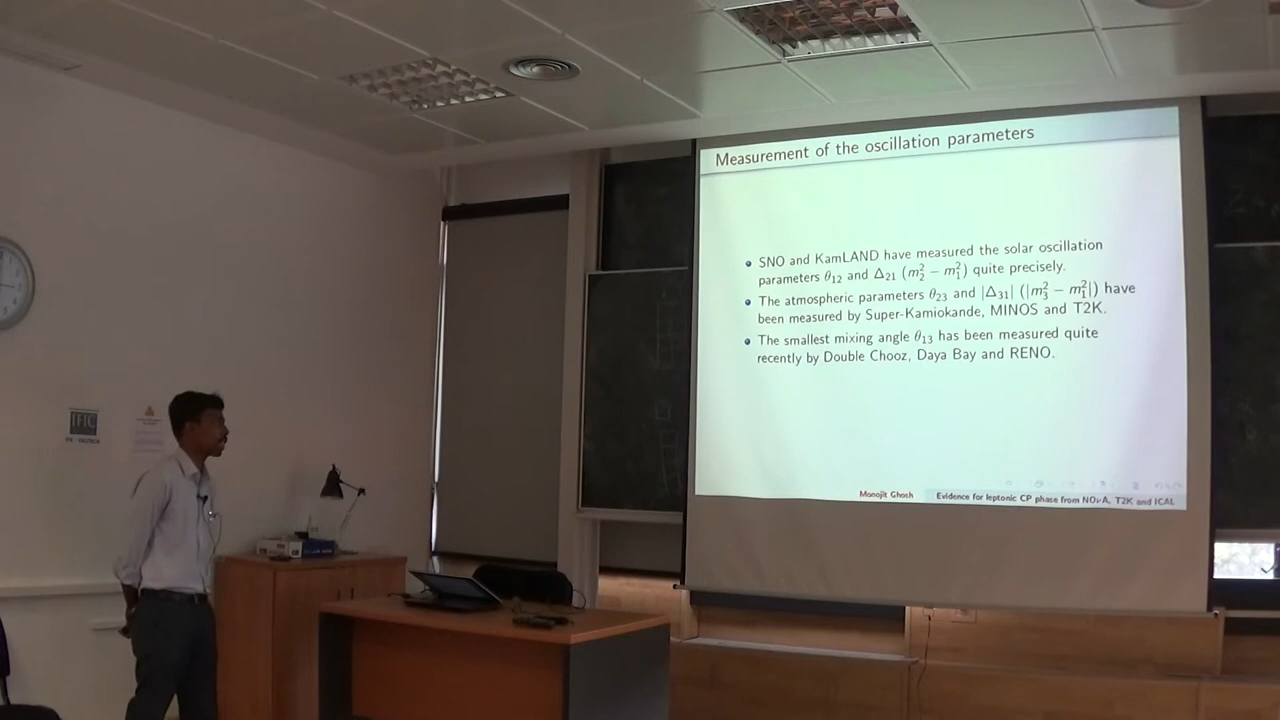 Measurement of the oscillation parameters
SNO and KamLAND have measured the solar oscillation
parameters θ₁₂ and Δ₂₁ (m₂² − m₁²) quite precisely.
The atmospheric parameters θ₂₃ and |Δ₃₁| (|m₃² − m₁²|) have
been measured by Super-Kamiokande, MINOS and T2K.
The smallest mixing angle θ₁₃ has been measured quite
recently by Double Chooz, Daya Bay and RENO.
Monojit Ghosh Evidence for leptonic CP phase from NOνA, T2K and ICAL
IFIC